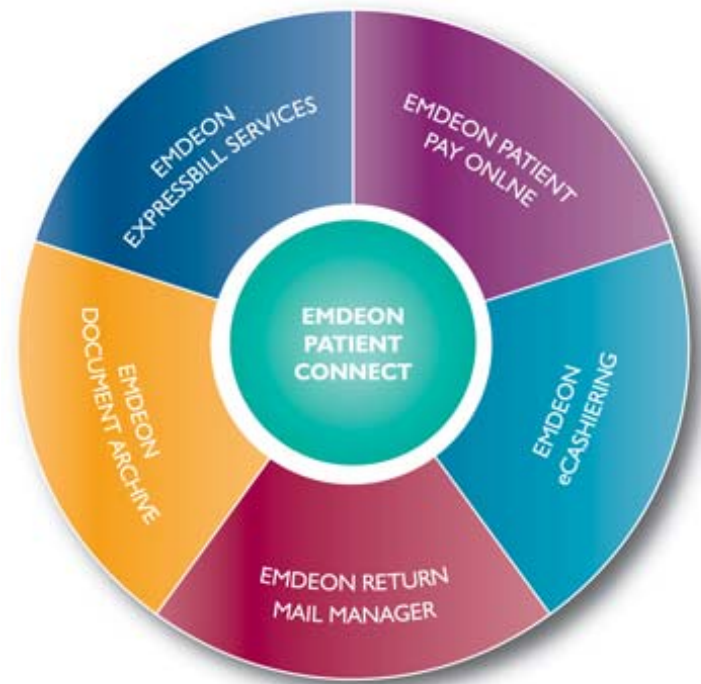 EMDEON
EXPRESSBILL SERVICES
EMDEON PATIENT
PAY ONLNE
EMDEON
PATIENT
CONNECT
EMDEON
DOCUMENT ARCHIVE
EMDEON
eCASHIERING
EMDEON RETURN
MAIL MANAGER